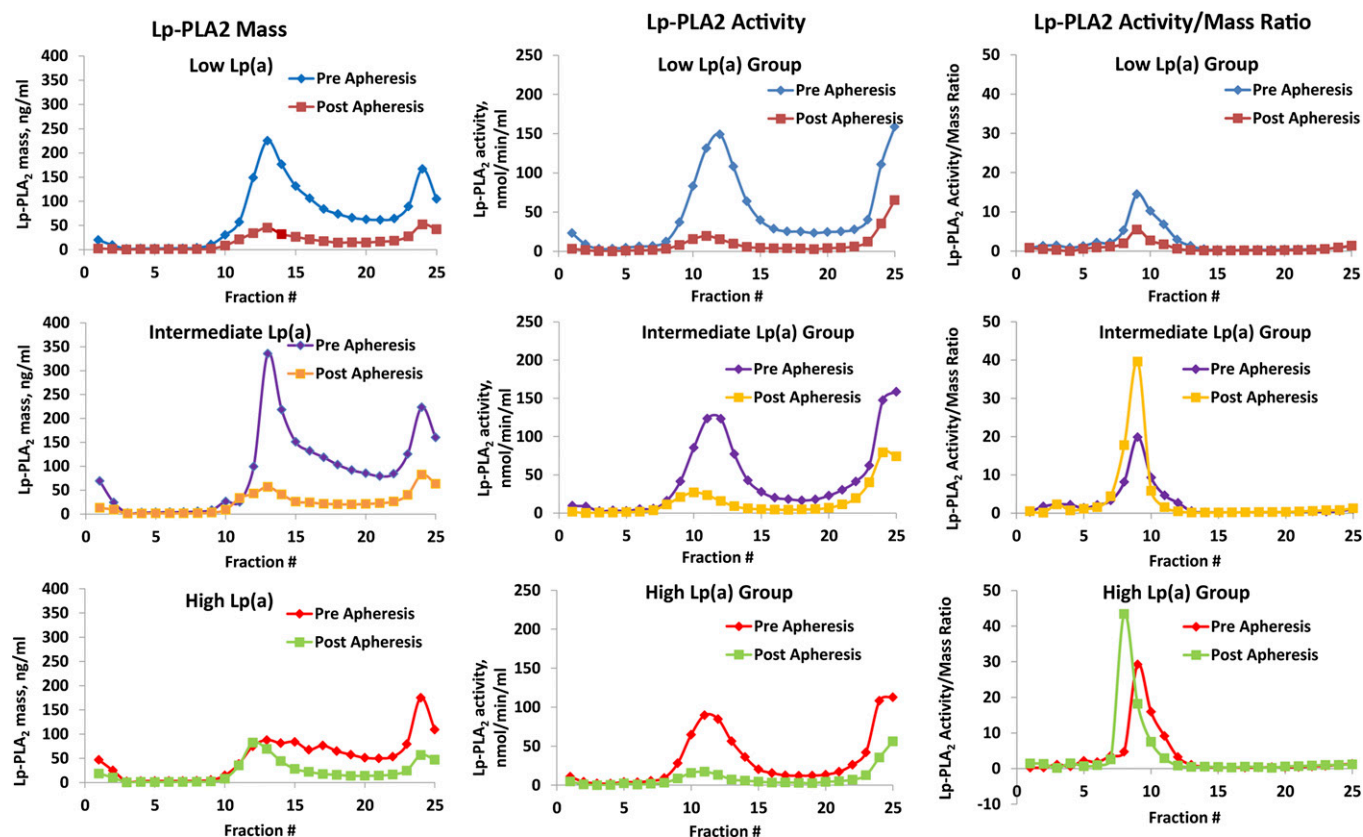 Lp-PLA2 Mass
Lp-PLA2 Activity
Lp-PLA2 Activity/Mass Ratio
Low Lp(a)
Lp-PLA₂ mass, ng/ml
400
350
300
250
200
150
100
50
0
Pre Apheresis
Post Apheresis
0 5 10 15 20 25
Fraction #
Low Lp(a) Group
Lp-PLA₂ activity,
nmol/min/ml
250
200
150
100
50
0
Pre Apheresis
Post Apheresis
0 5 10 15 20 25
Fraction #
Low Lp(a) Group
Lp-PLA₂ Activity/Mass Ratio
50
40
30
20
10
0
Pre Apheresis
Post Apheresis
0 5 10 15 20 25
Fraction #
Intermediate Lp(a)
Lp-PLA₂ mass, ng/ml
400
350
300
250
200
150
100
50
0
Pre Apheresis
Post Apheresis
0 5 10 15 20 25
Fraction #
Intermediate Lp(a) Group
Lp-PLA₂ activity,
nmol/min/ml
250
200
150
100
50
0
Pre Apheresis
Post Apheresis
0 5 10 15 20 25
Fraction #
Intermediate Lp(a) Group
Lp-PLA₂ Activity/Mass Ratio
50
40
30
20
10
0
Pre Apheresis
Post Apheresis
0 5 10 15 20 25
Fraction #
High Lp(a)
Lp-PLA₂ mass, ng/ml
400
350
300
250
200
150
100
50
0
Pre Apheresis
Post Apheresis
0 5 10 15 20 25
Fraction #
High Lp(a) Group
Lp-PLA₂ activity,
nmol/min/ml
250
200
150
100
50
0
Pre Apheresis
Post Apheresis
0 5 10 15 20 25
Fraction #
High Lp(a) Group
Lp-PLA₂ Activity/Mass Ratio
50
40
30
20
10
0
-10
Pre Apheresis
Post Apheresis
0 5 10 15 20 25
Fraction #